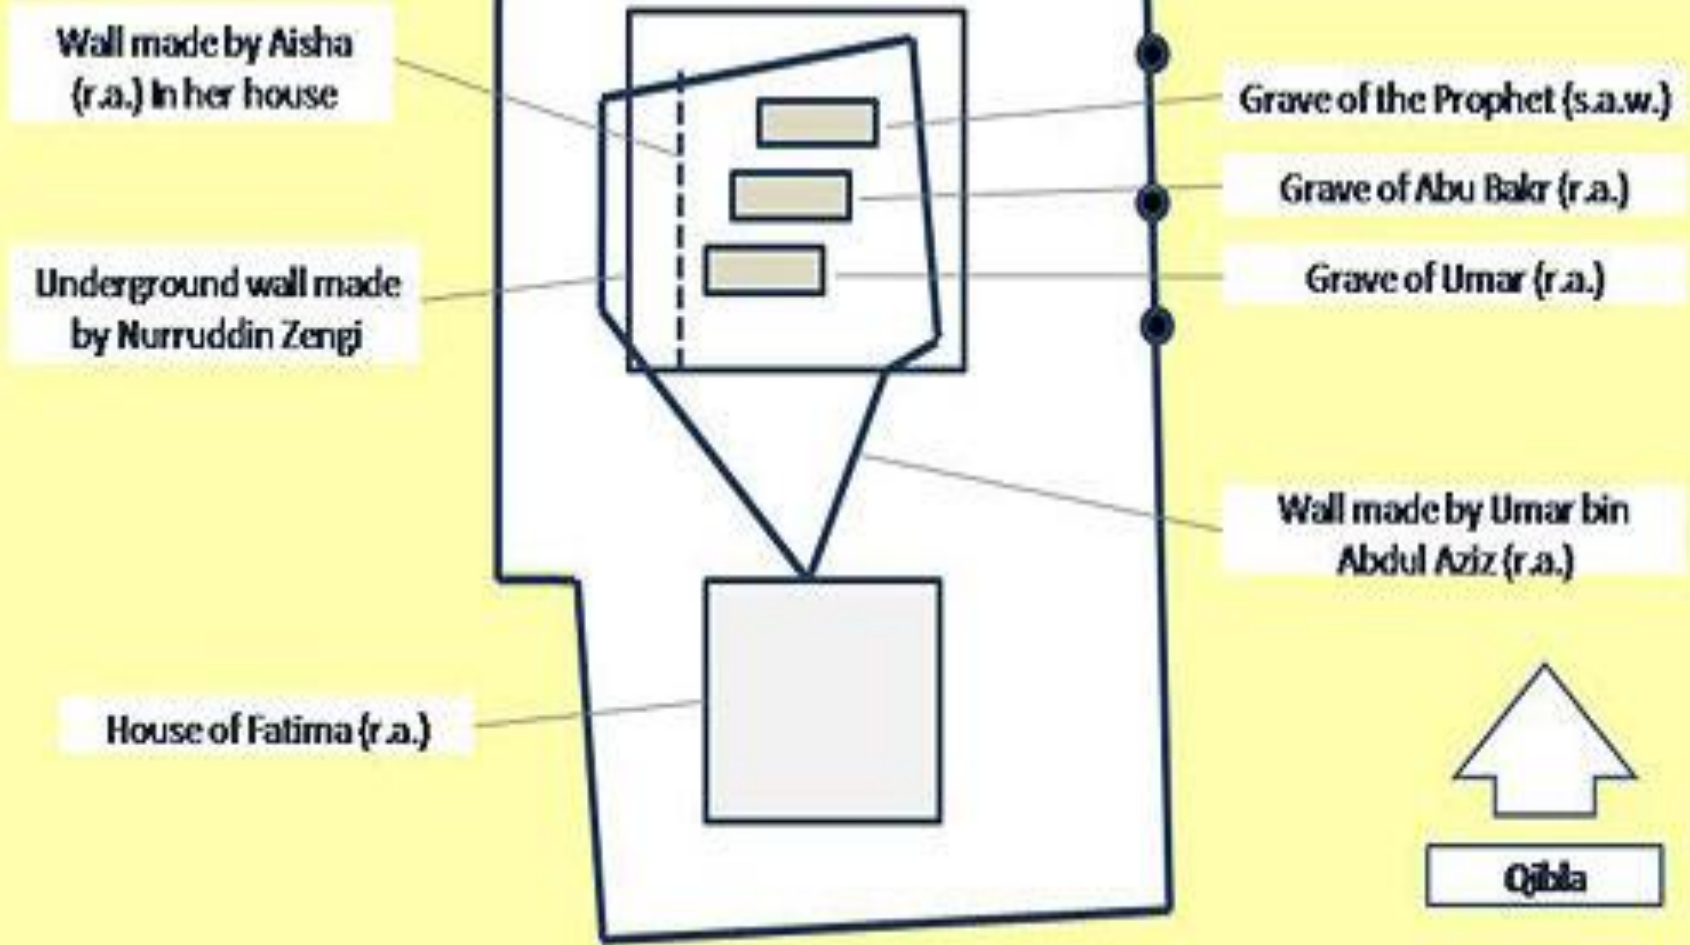 Wall made by Aisha
(r.a.) In her house
Grave of the Prophet (s.a.w.)
Grave of Abu Bakr (r.a.)
Underground wall made
by Nurruddin Zengi
Grave of Umar (r.a.)
Wall made by Umar bin
Abdul Aziz (r.a.)
House of Fatima (r.a.)
Qibla